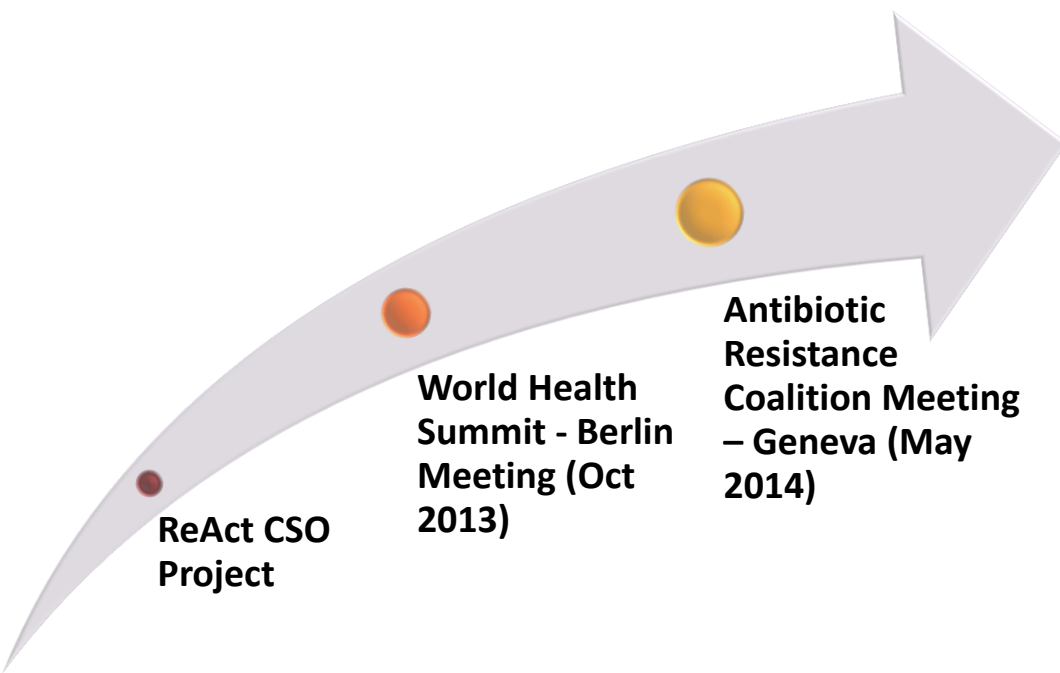 ReAct CSO
Project
World Health
Summit - Berlin
Meeting (Oct
2013)
Antibiotic
Resistance
Coalition Meeting
– Geneva (May
2014)